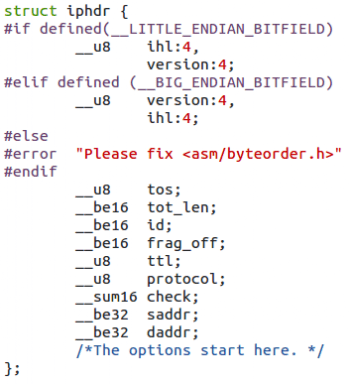 struct iphdr {
#if defined(__LITTLE_ENDIAN_BITFIELD)
        __u8    ihl:4,
                version:4;
#elif defined (__BIG_ENDIAN_BITFIELD)
        __u8    version:4,
                ihl:4;
#else
#error  "Please fix <asm/byteorder.h>"
#endif
        __u8    tos;
        __be16  tot_len;
        __be16  id;
        __be16  frag_off;
        __u8    ttl;
        __u8    protocol;
        __sum16 check;
        __be32  saddr;
        __be32  daddr;
        /*The options start here. */
};